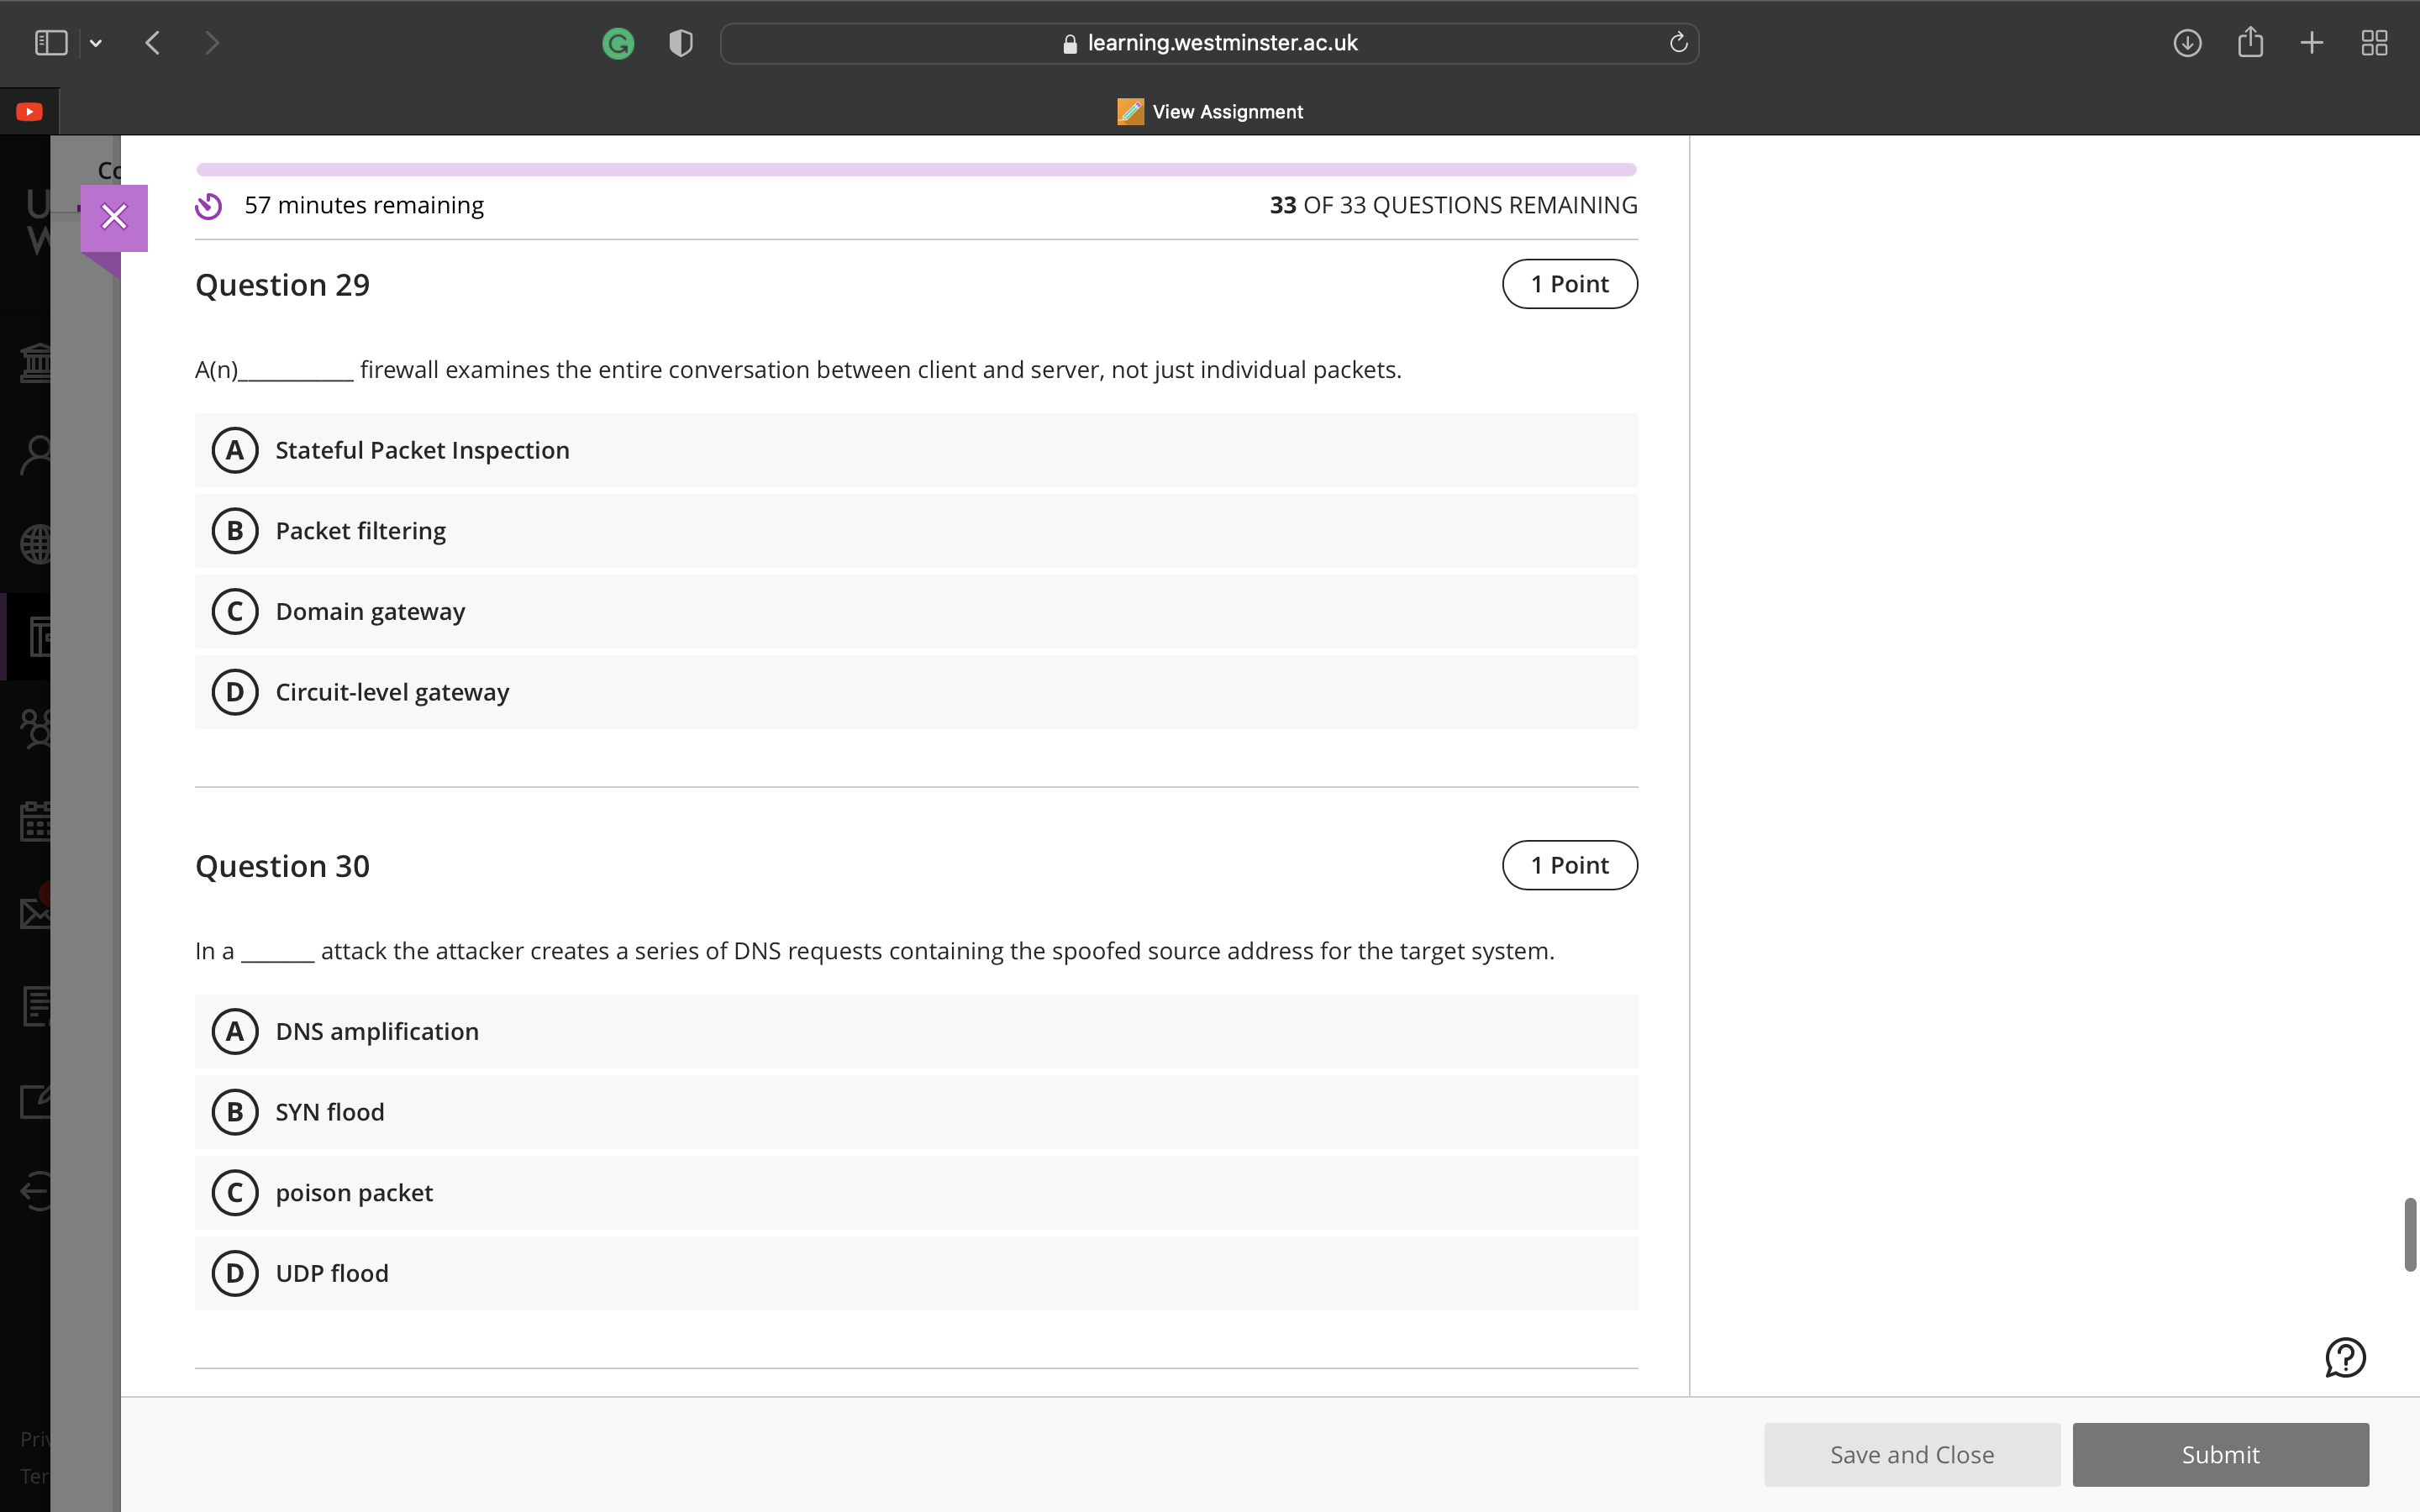 learning.westminster.ac.uk
View Assignment
Co
U
W
57 minutes remaining
33 OF 33 QUESTIONS REMAINING
Question 29
1 Point
A(n)__________ firewall examines the entire conversation between client and server, not just individual packets.
A Stateful Packet Inspection
B Packet filtering
C Domain gateway
D Circuit-level gateway
Question 30
1 Point
In a ______ attack the attacker creates a series of DNS requests containing the spoofed source address for the target system.
A DNS amplification
B SYN flood
C poison packet
D UDP flood
Priv
Ter
Save and Close
Submit